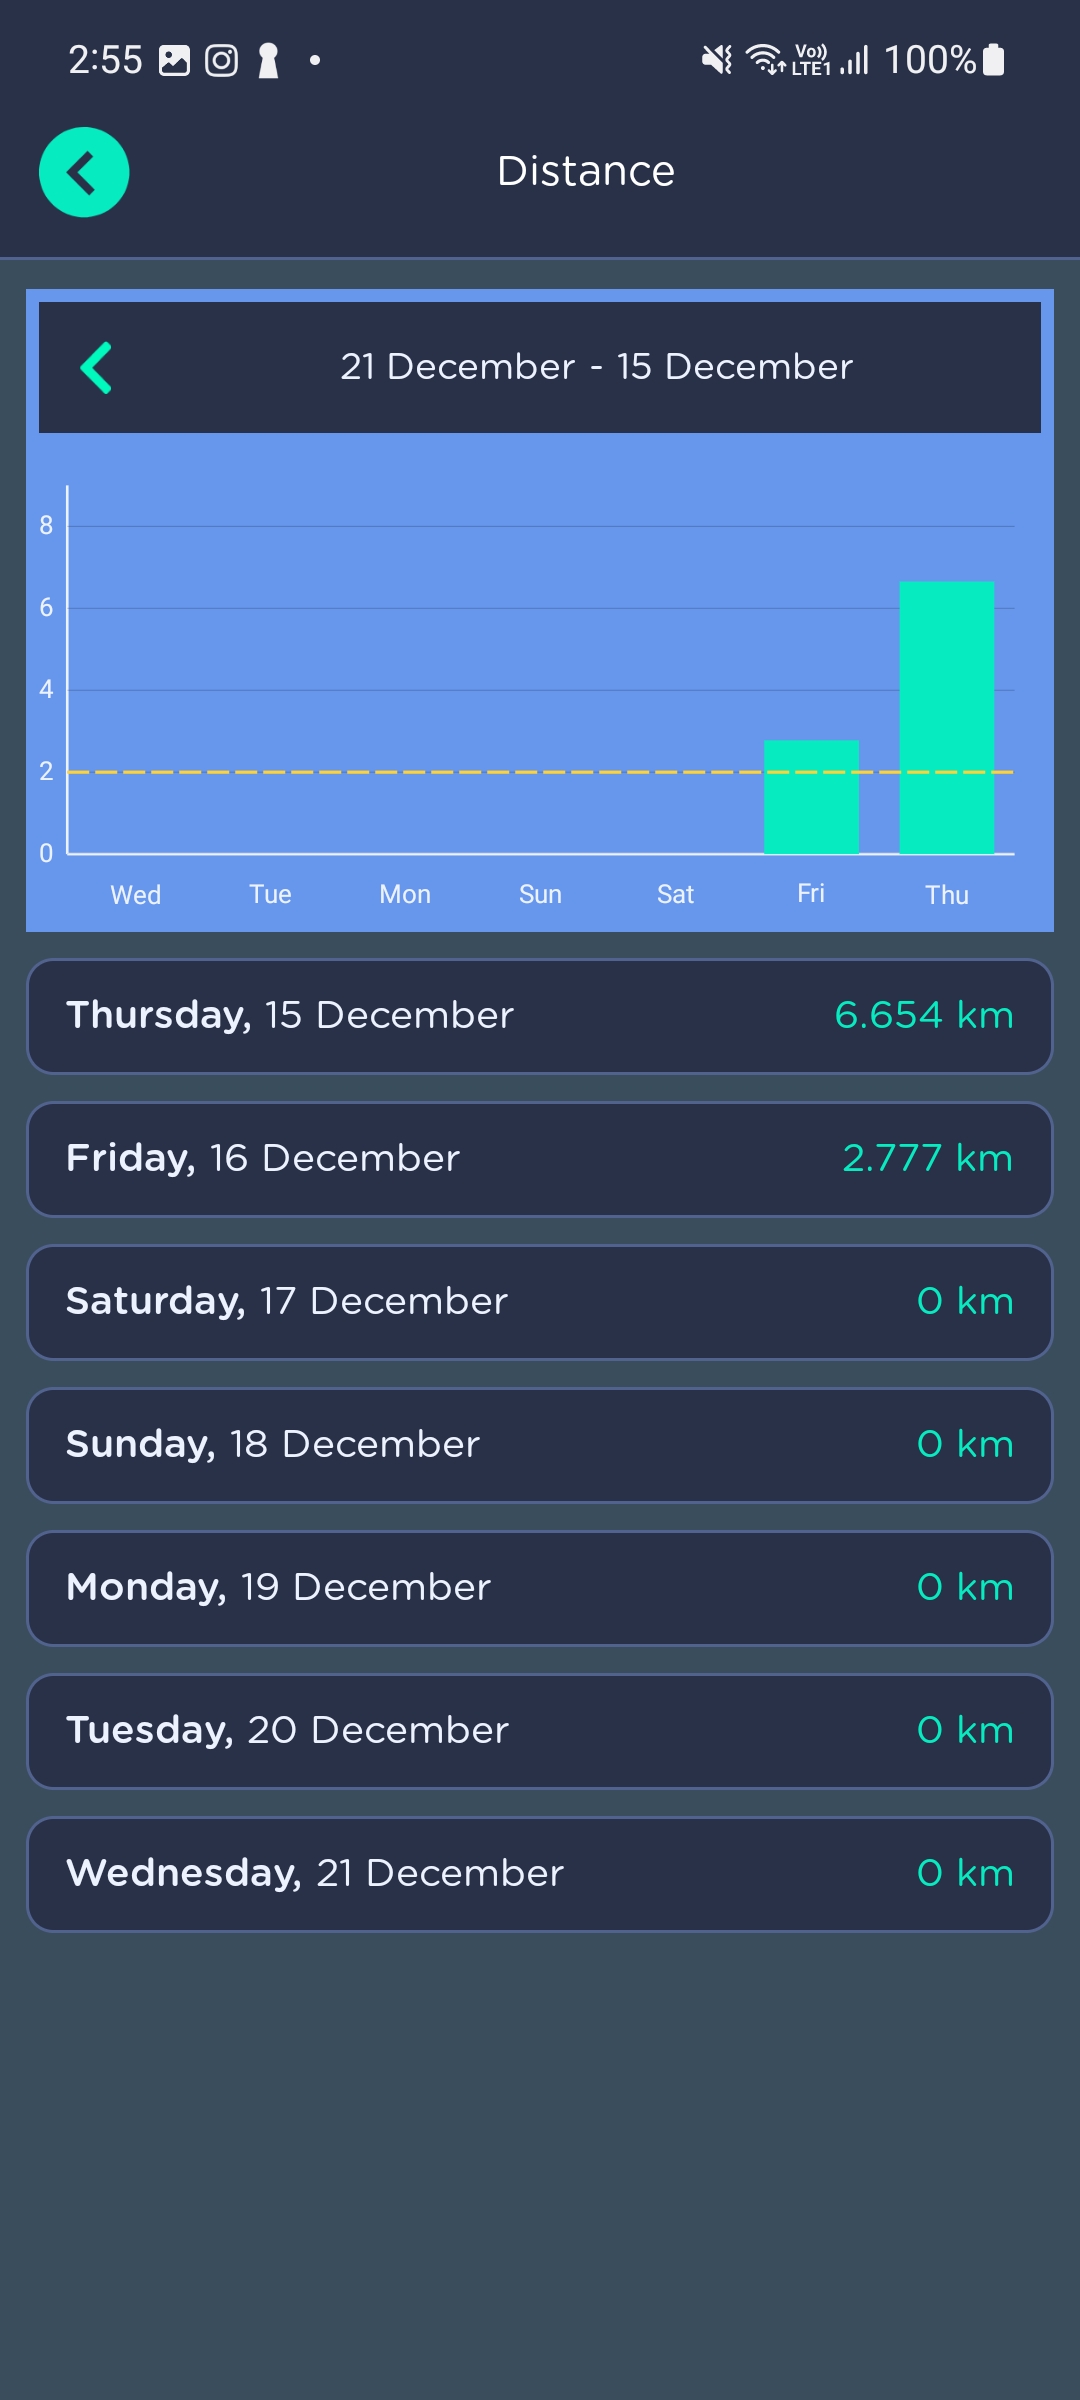 2:55 Vo)) LTE1 100%
Distance
21 December - 15 December
8
6
4
2
0
Wed Tue Mon Sun Sat Fri Thu
Thursday, 15 December 6.654 km
Friday, 16 December 2.777 km
Saturday, 17 December 0 km
Sunday, 18 December 0 km
Monday, 19 December 0 km
Tuesday, 20 December 0 km
Wednesday, 21 December 0 km